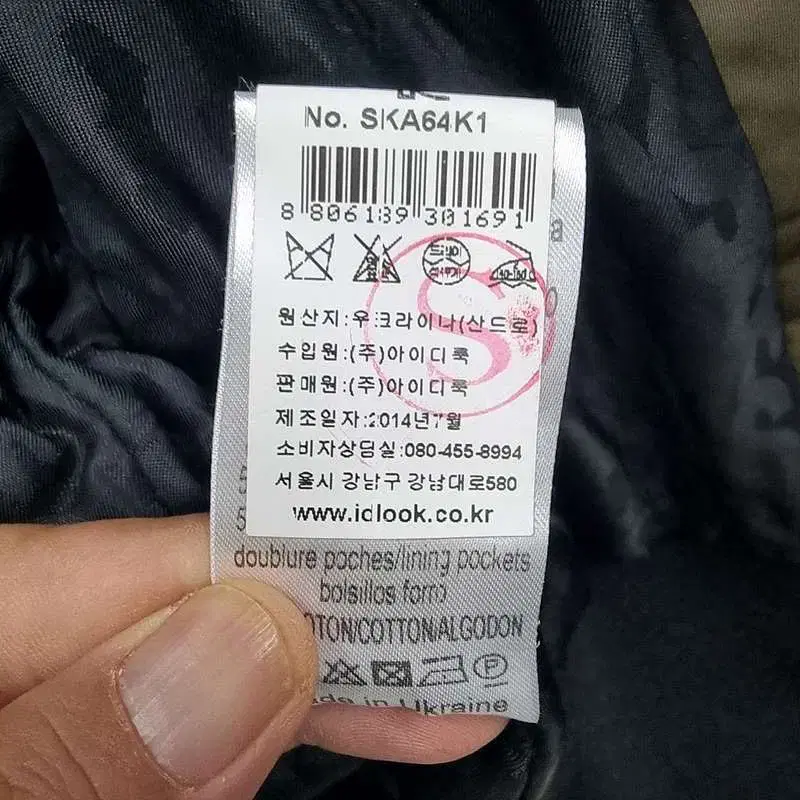 No. SKA64K1
8 806189 301691
원산지:우크라이나(산드로)
수입원:(주)아이디룩
판매원:(주)아이디룩
제조일자:2014년7월
소비자상담실:080-455-8994
서울시 강남구 강남대로580
www.idlook.co.kr
doublure poches/lining pockets
bolsillos forro
OTON/COTTON/ALGODON
P
in Ukraine